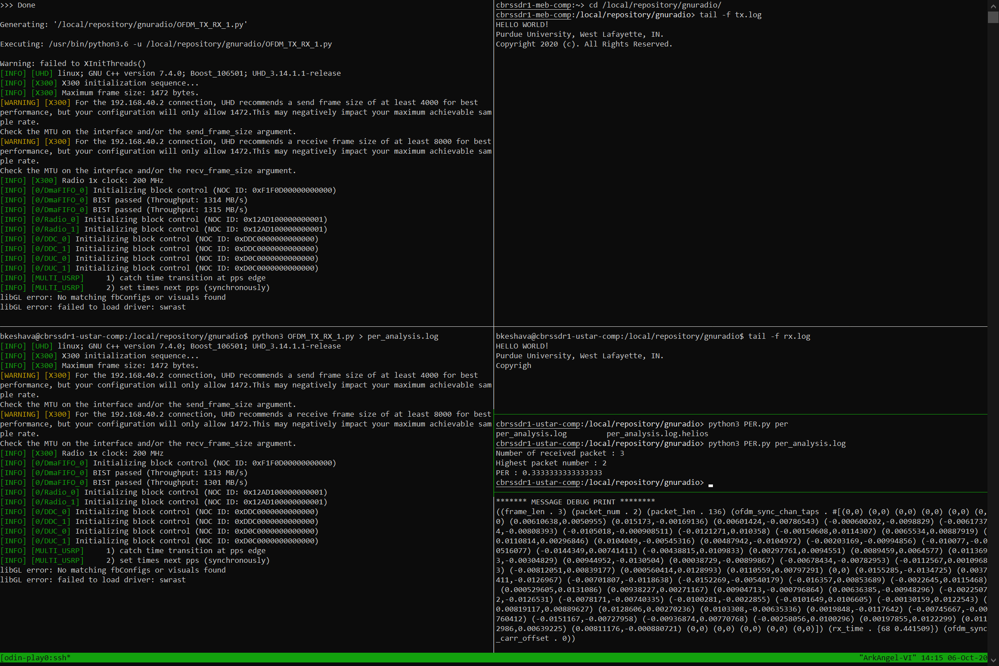 >>> Done
Generating: '/local/repository/gnuradio/OFDM_TX_RX_1.py'
Executing: /usr/bin/python3.6 -u /local/repository/gnuradio/OFDM_TX_RX_1.py
Warning: failed to XInitThreads()
[INFO] [UHD] linux; GNU C++ version 7.4.0; Boost_106501; UHD_3.14.1.1-release
[INFO] [X300] X300 initialization sequence...
[INFO] [X300] Maximum frame size: 1472 bytes.
[WARNING] [X300] For the 192.168.40.2 connection, UHD recommends a send frame size of at least 4000 for best
performance, but your configuration will only allow 1472.This may negatively impact your maximum achievable sam
ple rate.
Check the MTU on the interface and/or the send_frame_size argument.
[WARNING] [X300] For the 192.168.40.2 connection, UHD recommends a receive frame size of at least 8000 for best
performance, but your configuration will only allow 1472.This may negatively impact your maximum achievable sam
ple rate.
Check the MTU on the interface and/or the recv_frame_size argument.
[INFO] [X300] Radio 1x clock: 200 MHz
[INFO] [0/DmaFIFO_0] Initializing block control (NOC ID: 0xF1F0D00000000000)
[INFO] [0/DmaFIFO_0] BIST passed (Throughput: 1314 MB/s)
[INFO] [0/DmaFIFO_0] BIST passed (Throughput: 1315 MB/s)
[INFO] [0/Radio_0] Initializing block control (NOC ID: 0x12AD100000000001)
[INFO] [0/Radio_1] Initializing block control (NOC ID: 0x12AD100000000001)
[INFO] [0/DDC_0] Initializing block control (NOC ID: 0xDDC0000000000000)
[INFO] [0/DDC_1] Initializing block control (NOC ID: 0xDDC0000000000000)
[INFO] [0/DUC_0] Initializing block control (NOC ID: 0xD0C0000000000000)
[INFO] [0/DUC_1] Initializing block control (NOC ID: 0xD0C0000000000000)
[INFO] [MULTI_USRP]     1) catch time transition at pps edge
[INFO] [MULTI_USRP]     2) set times next pps (synchronously)
libGL error: No matching fbConfigs or visuals found
libGL error: failed to load driver: swrast
cbrssdr1-meb-comp:~> cd /local/repository/gnuradio/
cbrssdr1-meb-comp:/local/repository/gnuradio> tail -f tx.log
HELLO WORLD!
Purdue University, West Lafayette, IN.
Copyright 2020 (c). All Rights Reserved.
bkeshava@cbrssdr1-ustar-comp:/local/repository/gnuradio$ python3 OFDM_TX_RX_1.py > per_analysis.log
[INFO] [UHD] linux; GNU C++ version 7.4.0; Boost_106501; UHD_3.14.1.1-release
[INFO] [X300] X300 initialization sequence...
[INFO] [X300] Maximum frame size: 1472 bytes.
[WARNING] [X300] For the 192.168.40.2 connection, UHD recommends a send frame size of at least 4000 for best
performance, but your configuration will only allow 1472.This may negatively impact your maximum achievable sam
ple rate.
Check the MTU on the interface and/or the send_frame_size argument.
[WARNING] [X300] For the 192.168.40.2 connection, UHD recommends a receive frame size of at least 8000 for best
performance, but your configuration will only allow 1472.This may negatively impact your maximum achievable sam
ple rate.
Check the MTU on the interface and/or the recv_frame_size argument.
[INFO] [X300] Radio 1x clock: 200 MHz
[INFO] [0/DmaFIFO_0] Initializing block control (NOC ID: 0xF1F0D00000000000)
[INFO] [0/DmaFIFO_0] BIST passed (Throughput: 1313 MB/s)
[INFO] [0/DmaFIFO_0] BIST passed (Throughput: 1301 MB/s)
[INFO] [0/Radio_0] Initializing block control (NOC ID: 0x12AD100000000001)
[INFO] [0/Radio_1] Initializing block control (NOC ID: 0x12AD100000000001)
[INFO] [0/DDC_0] Initializing block control (NOC ID: 0xDDC0000000000000)
[INFO] [0/DDC_1] Initializing block control (NOC ID: 0xDDC0000000000000)
[INFO] [0/DUC_0] Initializing block control (NOC ID: 0xD0C0000000000000)
[INFO] [0/DUC_1] Initializing block control (NOC ID: 0xD0C0000000000000)
[INFO] [MULTI_USRP]     1) catch time transition at pps edge
[INFO] [MULTI_USRP]     2) set times next pps (synchronously)
libGL error: No matching fbConfigs or visuals found
libGL error: failed to load driver: swrast
bkeshava@cbrssdr1-ustar-comp:/local/repository/gnuradio$ tail -f rx.log
HELLO WORLD!
Purdue University, West Lafayette, IN.
Copyrigh
cbrssdr1-ustar-comp:/local/repository/gnuradio> python3 PER.py per
per_analysis.log         per_analysis.log.helios
cbrssdr1-ustar-comp:/local/repository/gnuradio> python3 PER.py per_analysis.log
Number of received packet : 3
Highest packet number : 2
PER : 0.3333333333333333
cbrssdr1-ustar-comp:/local/repository/gnuradio>
******* MESSAGE DEBUG PRINT ********
((frame_len . 3) (packet_num . 2) (packet_len . 136) (ofdm_sync_chan_taps . #[(0,0) (0,0) (0,0) (0,0) (0,0) (0,
0) (0.00610638,0.0050955) (0.015173,-0.00169136) (0.00601424,-0.00786543) (-0.000600202,-0.0098829) (-0.0061737
4,-0.00808393) (-0.0105018,-0.000908511) (-0.0121271,0.010358) (-0.00150608,0.0114307) (0.0065534,0.00887919) (
0.0110814,0.00296846) (0.0104049,-0.00545316) (0.00487942,-0.0104972) (-0.00203169,-0.00994856) (-0.010077,-0.0
0516077) (-0.0144349,0.00741411) (-0.00438815,0.0109833) (0.00297761,0.0094551) (0.0089459,0.0064577) (0.011369
3,-0.00304829) (0.00944952,-0.0130504) (0.00038729,-0.00899867) (-0.00678434,-0.00782953) (-0.0112567,0.0010968
3) (-0.00812051,0.00839177) (0.000560414,0.0128993) (0.0110559,0.00797291) (0,0) (0.0155285,-0.0134725) (0.0037
411,-0.0126967) (-0.00701807,-0.0118638) (-0.0152269,-0.00540179) (-0.016357,0.00853689) (-0.0022645,0.0115468)
(0.000529605,0.0131086) (0.00938227,0.00271167) (0.00904713,-0.000796864) (0.00636385,-0.00948296) (-0.0022507
2,-0.0126531) (-0.0078171,-0.00740335) (-0.0100281,-0.0022855) (-0.0101649,0.0106605) (-0.00130159,0.0122543) (
0.00819117,0.00889627) (0.0128606,0.00270236) (0.0103308,-0.00635336) (0.0019848,-0.0117642) (-0.00745667,-0.00
760412) (-0.0151167,-0.00727958) (-0.00936874,0.00770768) (-0.00258056,0.0100296) (0.00197855,0.0122299) (0.011
2986,0.00639225) (0.00811176,-0.000880721) (0,0) (0,0) (0,0) (0,0) (0,0)]) (rx_time . {68 0.441509}) (ofdm_sync
_carr_offset . 0))
[odin-play0:ssh* "ArkAngel-VI" 14:15 06-Oct-20